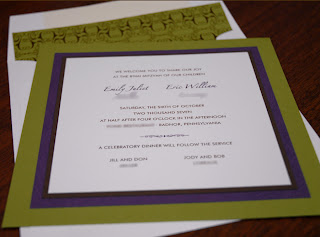 WE WELCOME YOU TO SHARE OUR JOY
AT THE
OF OUR CHILDREN
Emily Juliet Eric William
SATURDAY, THE
OF OCTOBER
TWO THOUSAND SEVEN
AT HALF AFTER FOUR O'CLOCK IN THE AFTERNOON
RADNOR, PENNSYLVANIA
A CELEBRATORY DINNER WILL FOLLOW THE SERVICE
JILL AND DON JUDY AND BOB